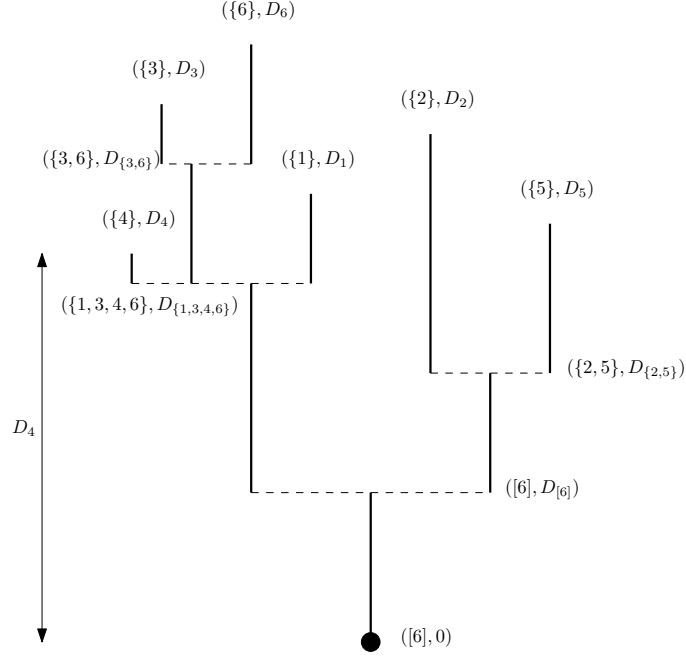 ({6}, D_6)
({3}, D_3)
({2}, D_2)
({3, 6}, D_{{3,6}})
({1}, D_1)
({5}, D_5)
({4}, D_4)
({1, 3, 4, 6}, D_{{1,3,4,6}})
({2, 5}, D_{{2,5}})
D_4
([6], D_{[6]})
([6], 0)